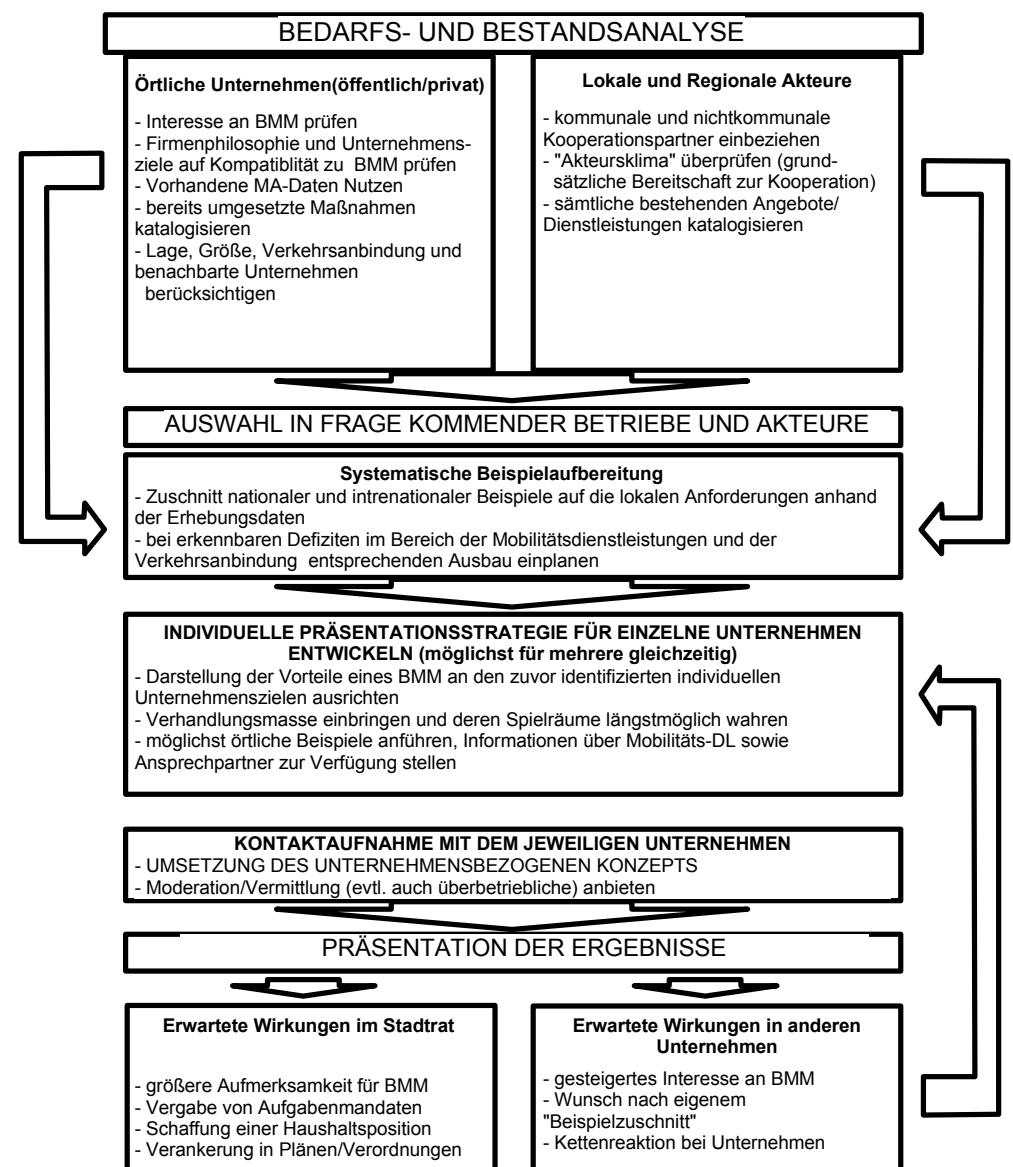 BEDARFS- UND BESTANDSANALYSE
Örtliche Unternehmen(öffentlich/privat)
- Interesse an BMM prüfen
- Firmenphilosophie und Unternehmens-
ziele auf Kompatiblität zu BMM prüfen
- Vorhandene MA-Daten Nutzen
- bereits umgesetzte Maßnahmen
katalogisieren
- Lage, Größe, Verkehrsanbindung und
benachbarte Unternehmen
berücksichtigen
Lokale und Regionale Akteure
- kommunale und nichtkommunale
Kooperationspartner einbeziehen
- "Akteursklima" überprüfen (grund-
sätzliche Bereitschaft zur Kooperation)
- sämtliche bestehenden Angebote/
Dienstleistungen katalogisieren
AUSWAHL IN FRAGE KOMMENDER BETRIEBE UND AKTEURE
Systematische Beispielaufbereitung
- Zuschnitt nationaler und intrenationaler Beispiele auf die lokalen Anforderungen anhand
der Erhebungsdaten
- bei erkennbaren Defiziten im Bereich der Mobilitätsdienstleistungen und der
Verkehrsanbindung entsprechenden Ausbau einplanen
INDIVIDUELLE PRÄSENTATIONSSTRATEGIE FÜR EINZELNE UNTERNEHMEN
ENTWICKELN (möglichst für mehrere gleichzeitig)
- Darstellung der Vorteile eines BMM an den zuvor identifizierten individuellen
Unternehmenszielen ausrichten
- Verhandlungsmasse einbringen und deren Spielräume längstmöglich wahren
- möglichst örtliche Beispiele anführen, Informationen über Mobilitäts-DL sowie
Ansprechpartner zur Verfügung stellen
KONTAKTAUFNAHME MIT DEM JEWEILIGEN UNTERNEHMEN
- UMSETZUNG DES UNTERNEHMENSBEZOGENEN KONZEPTS
- Moderation/Vermittlung (evtl. auch überbetriebliche) anbieten
PRÄSENTATION DER ERGEBNISSE
Erwartete Wirkungen im Stadtrat
- größere Aufmerksamkeit für BMM
- Vergabe von Aufgabenmandaten
- Schaffung einer Haushaltsposition
- Verankerung in Plänen/Verordnungen
Erwartete Wirkungen in anderen
Unternehmen
- gesteigertes Interesse an BMM
- Wunsch nach eigenem
"Beispielzuschnitt"
- Kettenreaktion bei Unternehmen